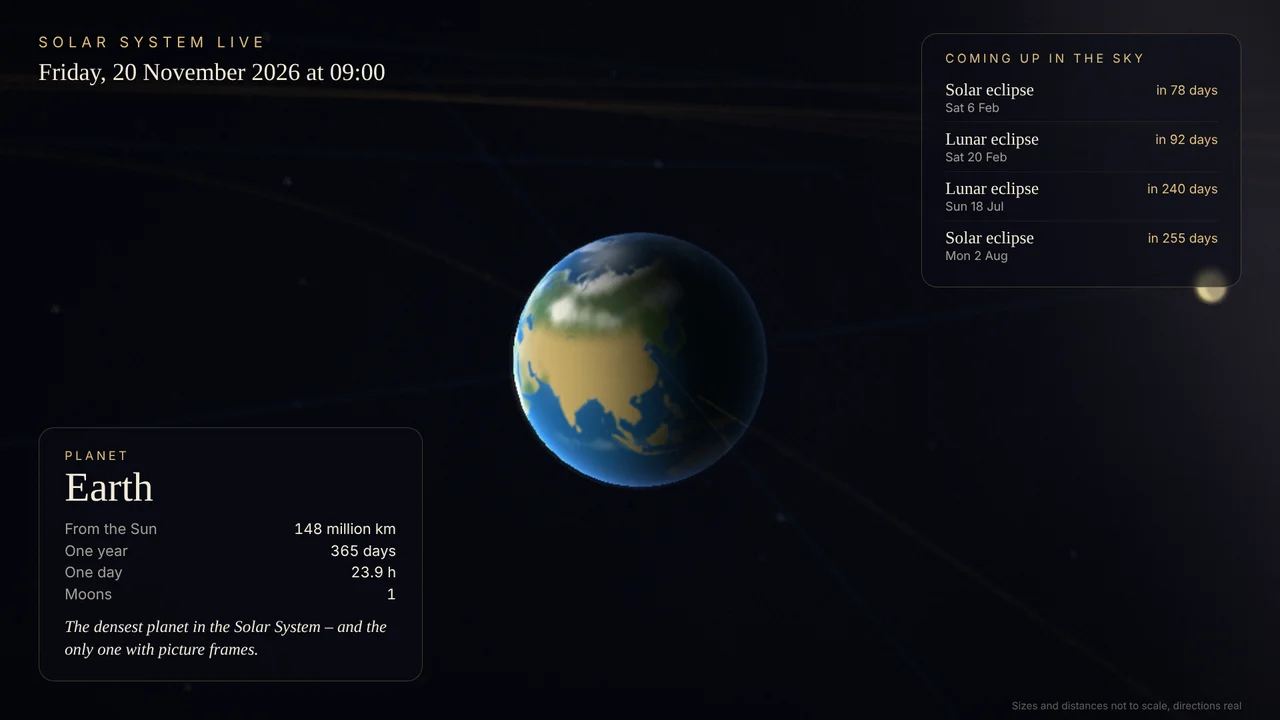 SOLAR SYSTEM LIVE
Friday, 20 November 2026 at 09:00
COMING UP IN THE SKY
Solar eclipse in 78 days
Sat 6 Feb
Lunar eclipse in 92 days
Sat 20 Feb
Lunar eclipse in 240 days
Sun 18 Jul
Solar eclipse in 255 days
Mon 2 Aug
PLANET
Earth
From the Sun 148 million km
One year 365 days
One day 23.9 h
Moons 1
The densest planet in the Solar System – and the
only one with picture frames.
Sizes and distances not to scale, directions real